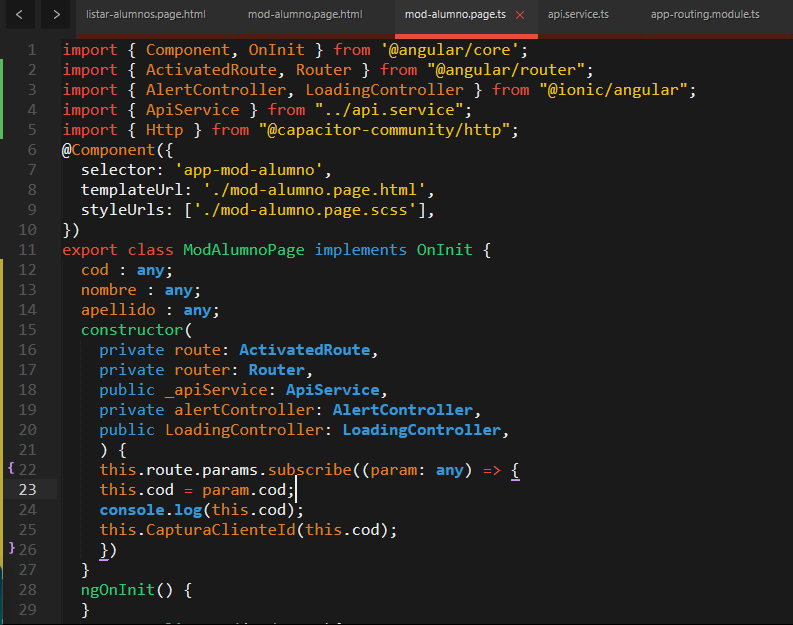 < > listar-alumnos.page.html mod-alumno.page.html mod-alumno.page.ts × api.service.ts app-routing.module.ts
1 import { Component, OnInit } from '@angular/core';
2 import { ActivatedRoute, Router } from "@angular/router";
3 import { AlertController, LoadingController } from "@ionic/angular";
4 import { ApiService } from "../api.service";
5 import { Http } from "@capacitor-community/http";
6 @Component({
7 selector: 'app-mod-alumno',
8 templateUrl: './mod-alumno.page.html',
9 styleUrls: ['./mod-alumno.page.scss'],
10 })
11 export class ModAlumnoPage implements OnInit {
12 cod : any;
13 nombre : any;
14 apellido : any;
15 constructor(
16 private route: ActivatedRoute,
17 private router: Router,
18 public _apiService: ApiService,
19 private alertController: AlertController,
20 public LoadingController: LoadingController,
21 ) {
{ 22 this.route.params.subscribe((param: any) => {
23 this.cod = param.cod;
24 console.log(this.cod);
25 this.CapturaClienteId(this.cod);
} 26 })
27 }
28 ngOnInit() {
29 }